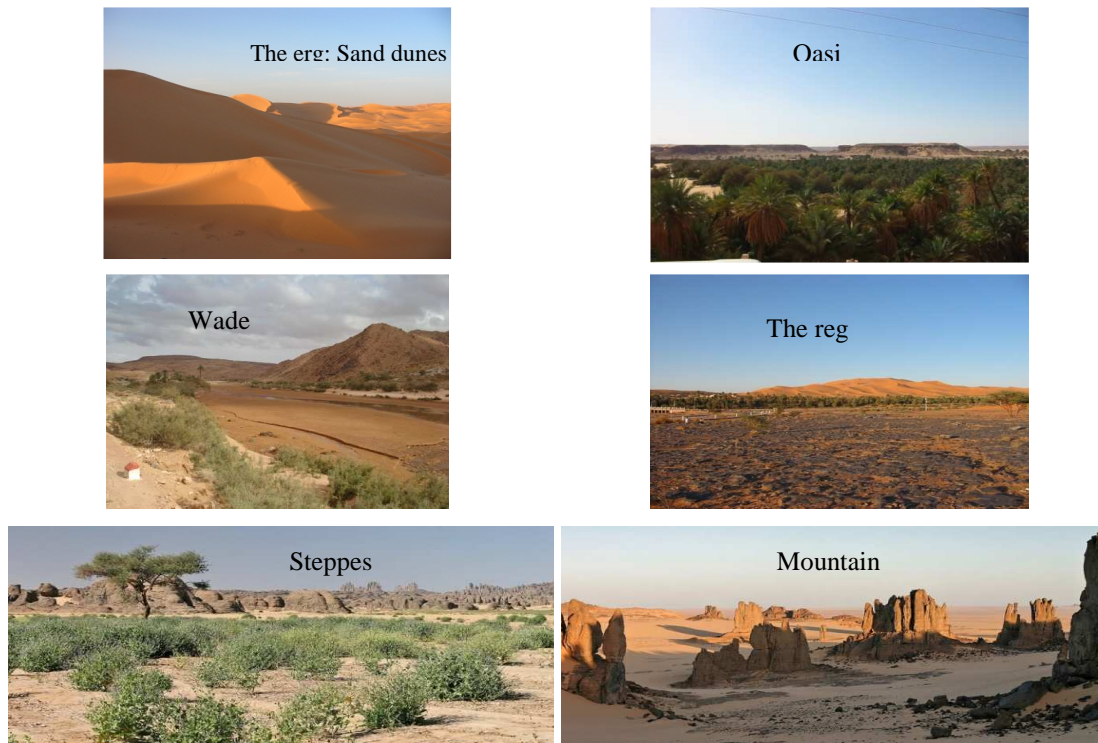 The erg: Sand dunes
Oasi
Wade
The reg
Steppes
Mountain